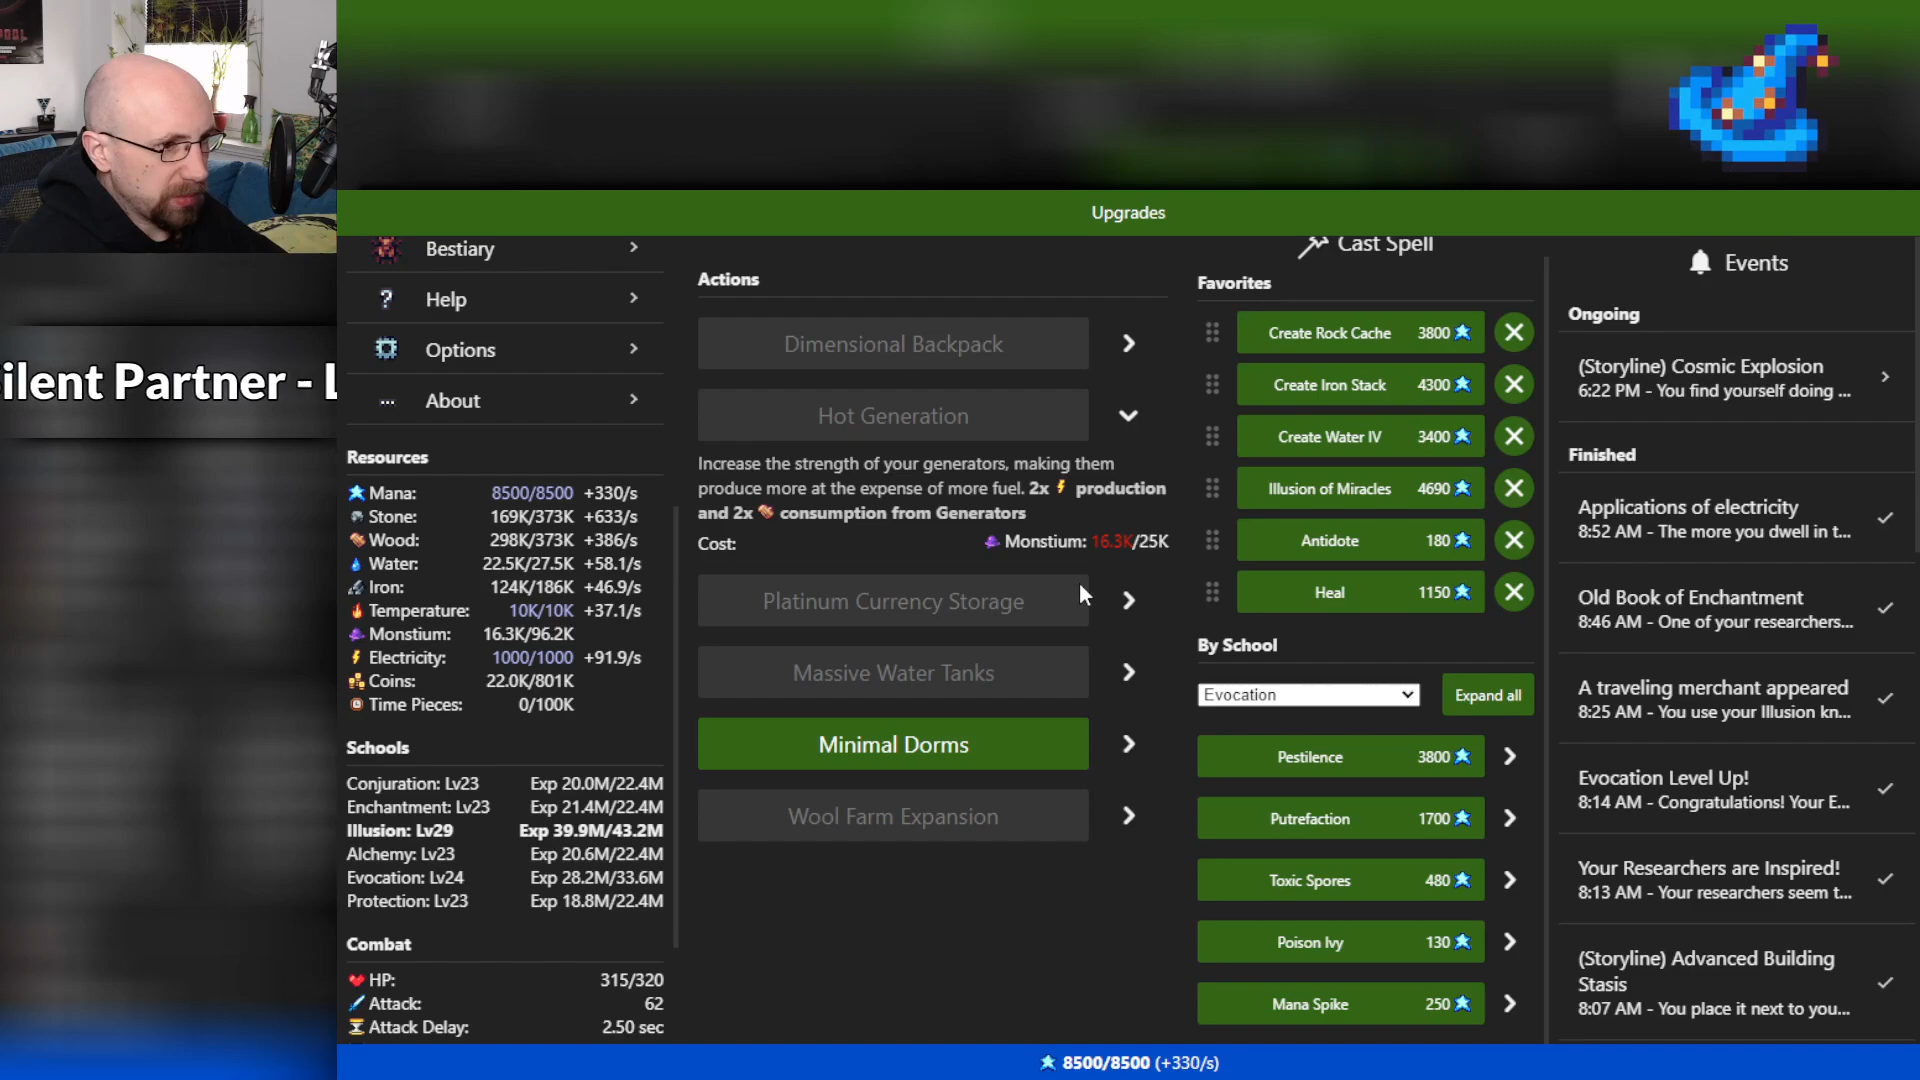 Upgrades
ilent Partner - L
Bestiary
Help
Options
About
Resources
Mana: 8500/8500 +330/s
Stone: 169K/373K +633/s
Wood: 298K/373K +386/s
Water: 22.5K/27.5K +58.1/s
Iron: 124K/186K +46.9/s
Temperature: 10K/10K +37.1/s
Monstium: 16.3K/96.2K
Electricity: 1000/1000 +91.9/s
Coins: 22.0K/801K
Time Pieces: 0/100K
Schools
Conjuration: Lv23 Exp 20.0M/22.4M
Enchantment: Lv23 Exp 21.4M/22.4M
Illusion: Lv29 Exp 39.9M/43.2M
Alchemy: Lv23 Exp 20.6M/22.4M
Evocation: Lv24 Exp 28.2M/33.6M
Protection: Lv23 Exp 18.8M/22.4M
Combat
HP: 315/320
Attack: 62
Attack Delay: 2.50 sec
Actions
Dimensional Backpack
Hot Generation
Increase the strength of your generators, making them
produce more at the expense of more fuel. 2x production
and 2x consumption from Generators
Cost: Monstium: 16.3K/25K
Platinum Currency Storage
Massive Water Tanks
Minimal Dorms
Wool Farm Expansion
Cast Spell
Favorites
Create Rock Cache 3800
Create Iron Stack 4300
Create Water IV 3400
Illusion of Miracles 4690
Antidote 180
Heal 1150
By School
Evocation Expand all
Pestilence 3800
Putrefaction 1700
Toxic Spores 480
Poison Ivy 130
Mana Spike 250
Events
Ongoing
(Storyline) Cosmic Explosion
6:22 PM - You find yourself doing ...
Finished
Applications of electricity
8:52 AM - The more you dwell in t...
Old Book of Enchantment
8:46 AM - One of your researchers...
A traveling merchant appeared
8:25 AM - You use your Illusion kn...
Evocation Level Up!
8:14 AM - Congratulations! Your E...
Your Researchers are Inspired!
8:13 AM - Your researchers seem t...
(Storyline) Advanced Building
Stasis
8:07 AM - You place it next to you...
8500/8500 (+330/s)